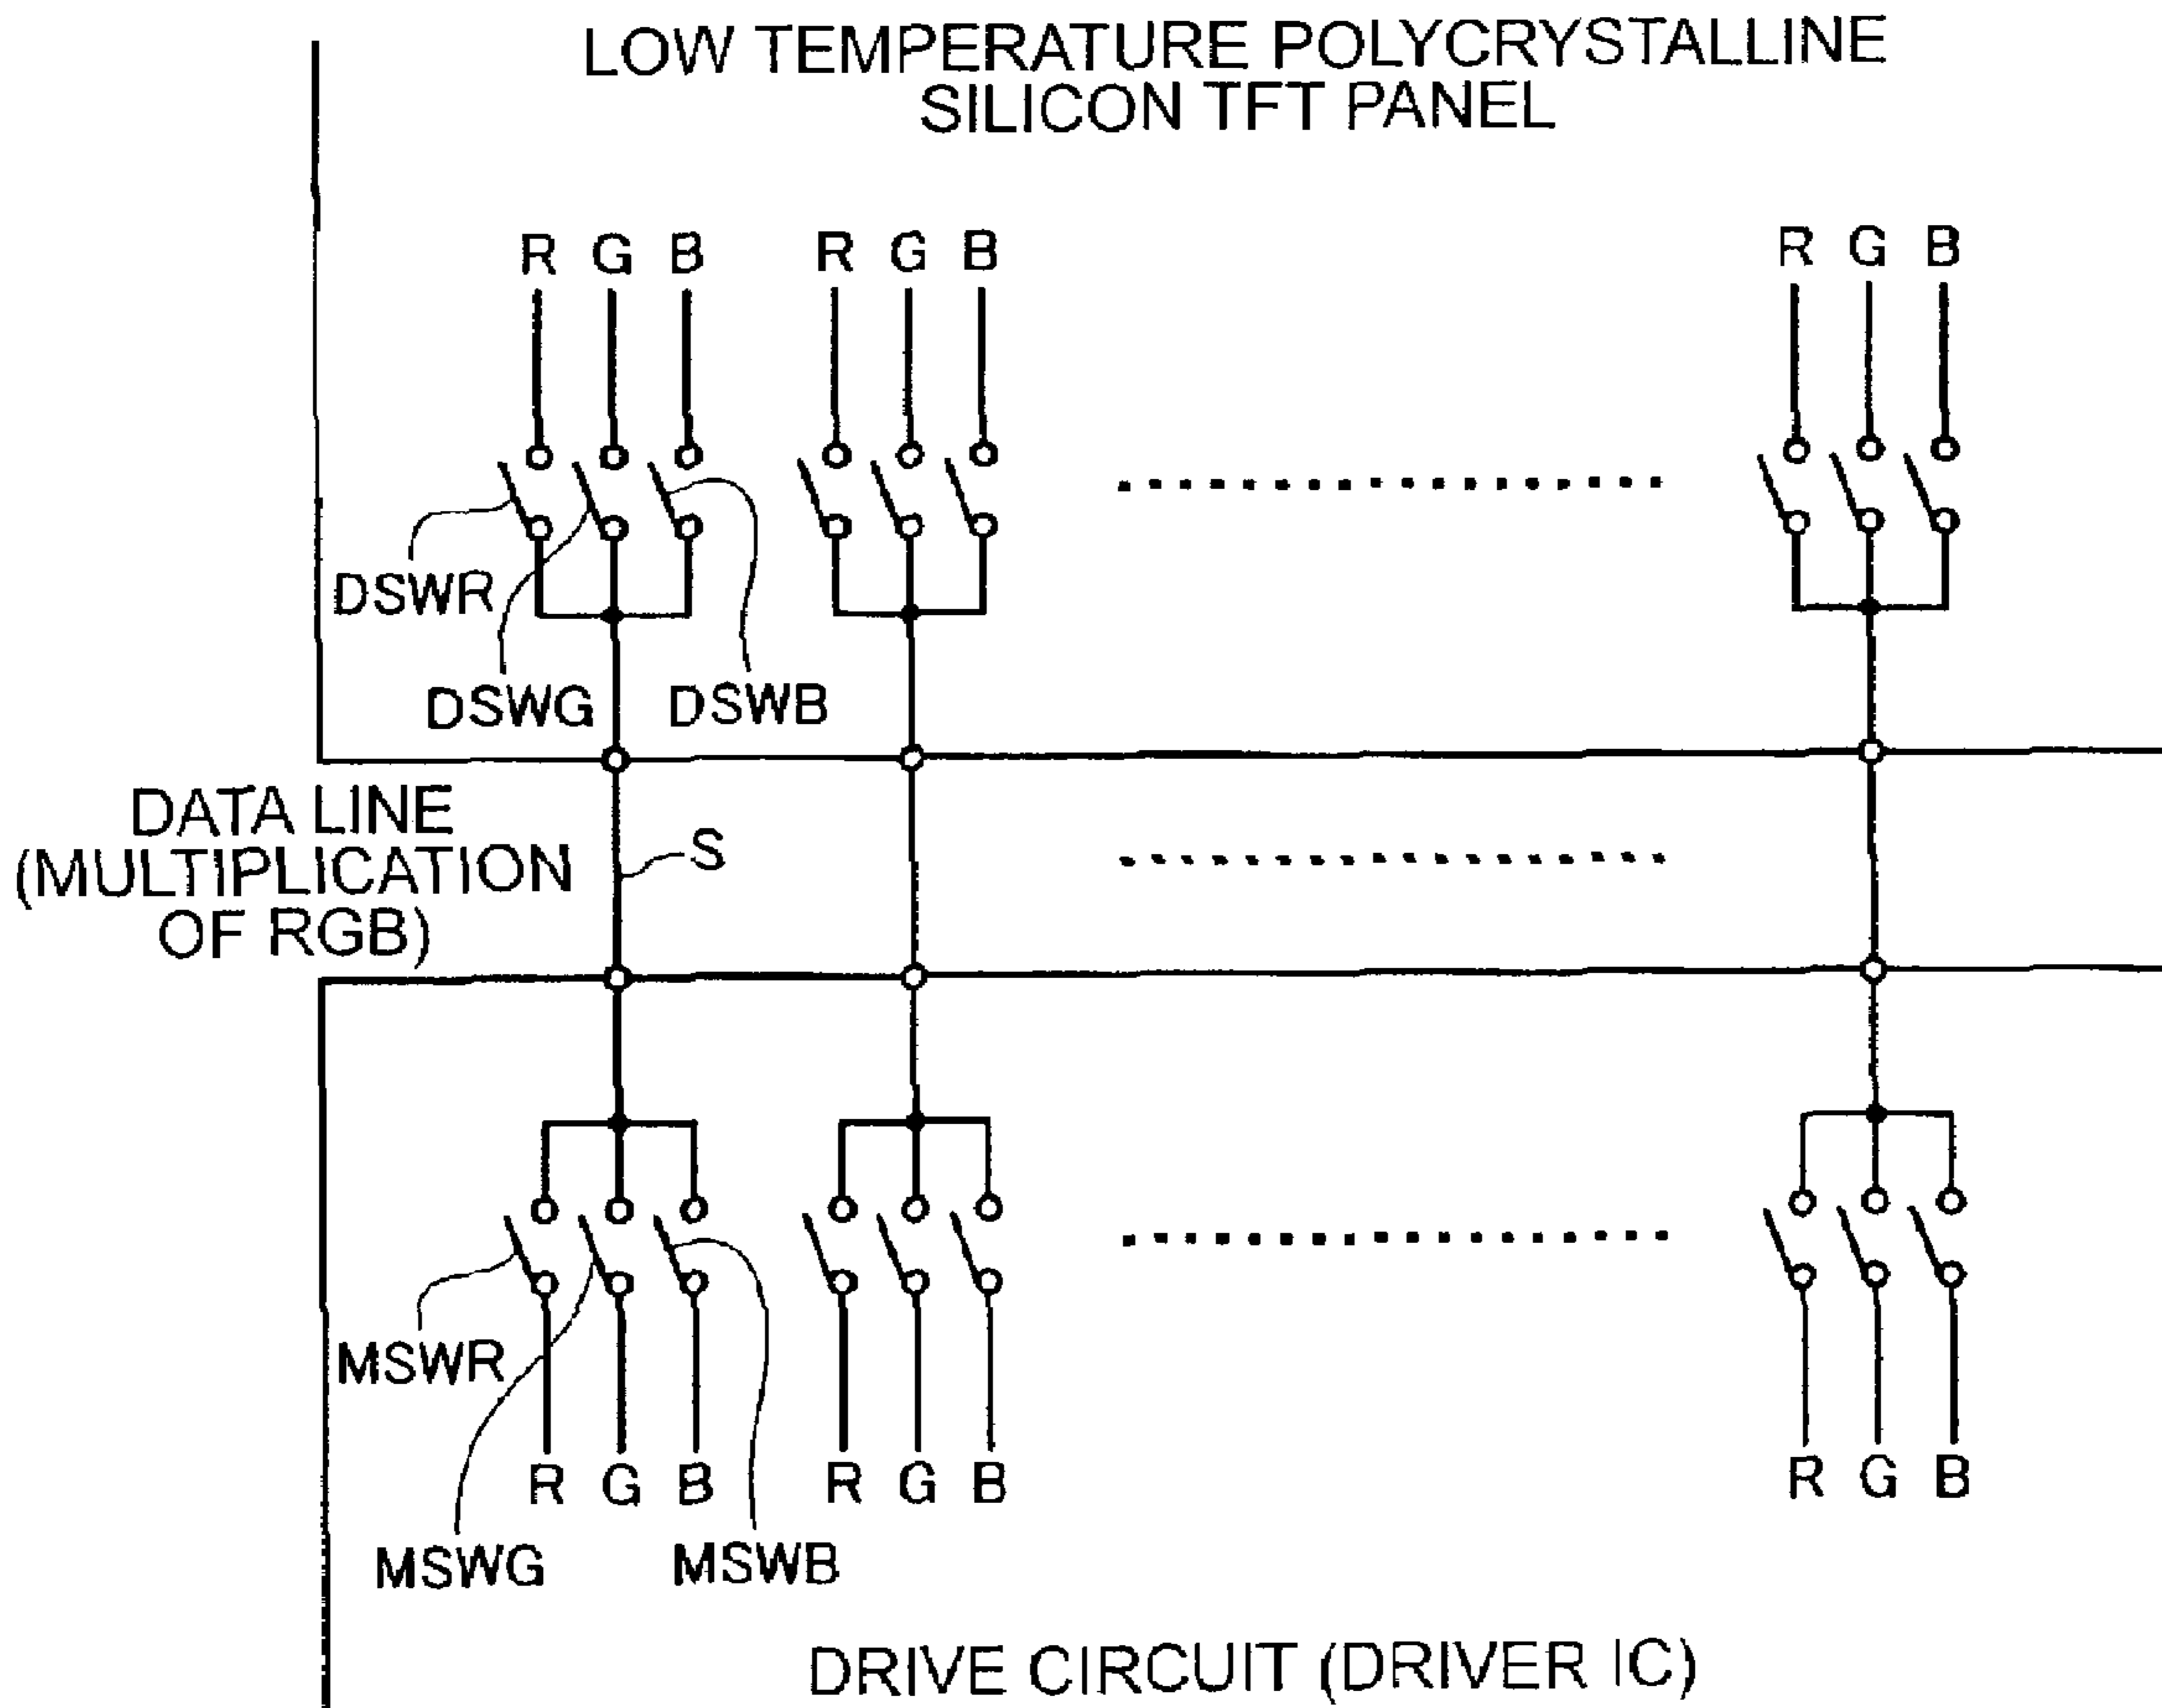 LOW TEMPERATURE POLYCRYSTALLINE
SILICON TFT PANEL
R G B R G B R G B
DSWR
DSWG DSWB
DATA LINE
(MULTIPLICATION
OF RGB)
S
MSWR
R G B R G B R G B
MSWG MSWB
DRIVE CIRCUIT (DRIVER IC)